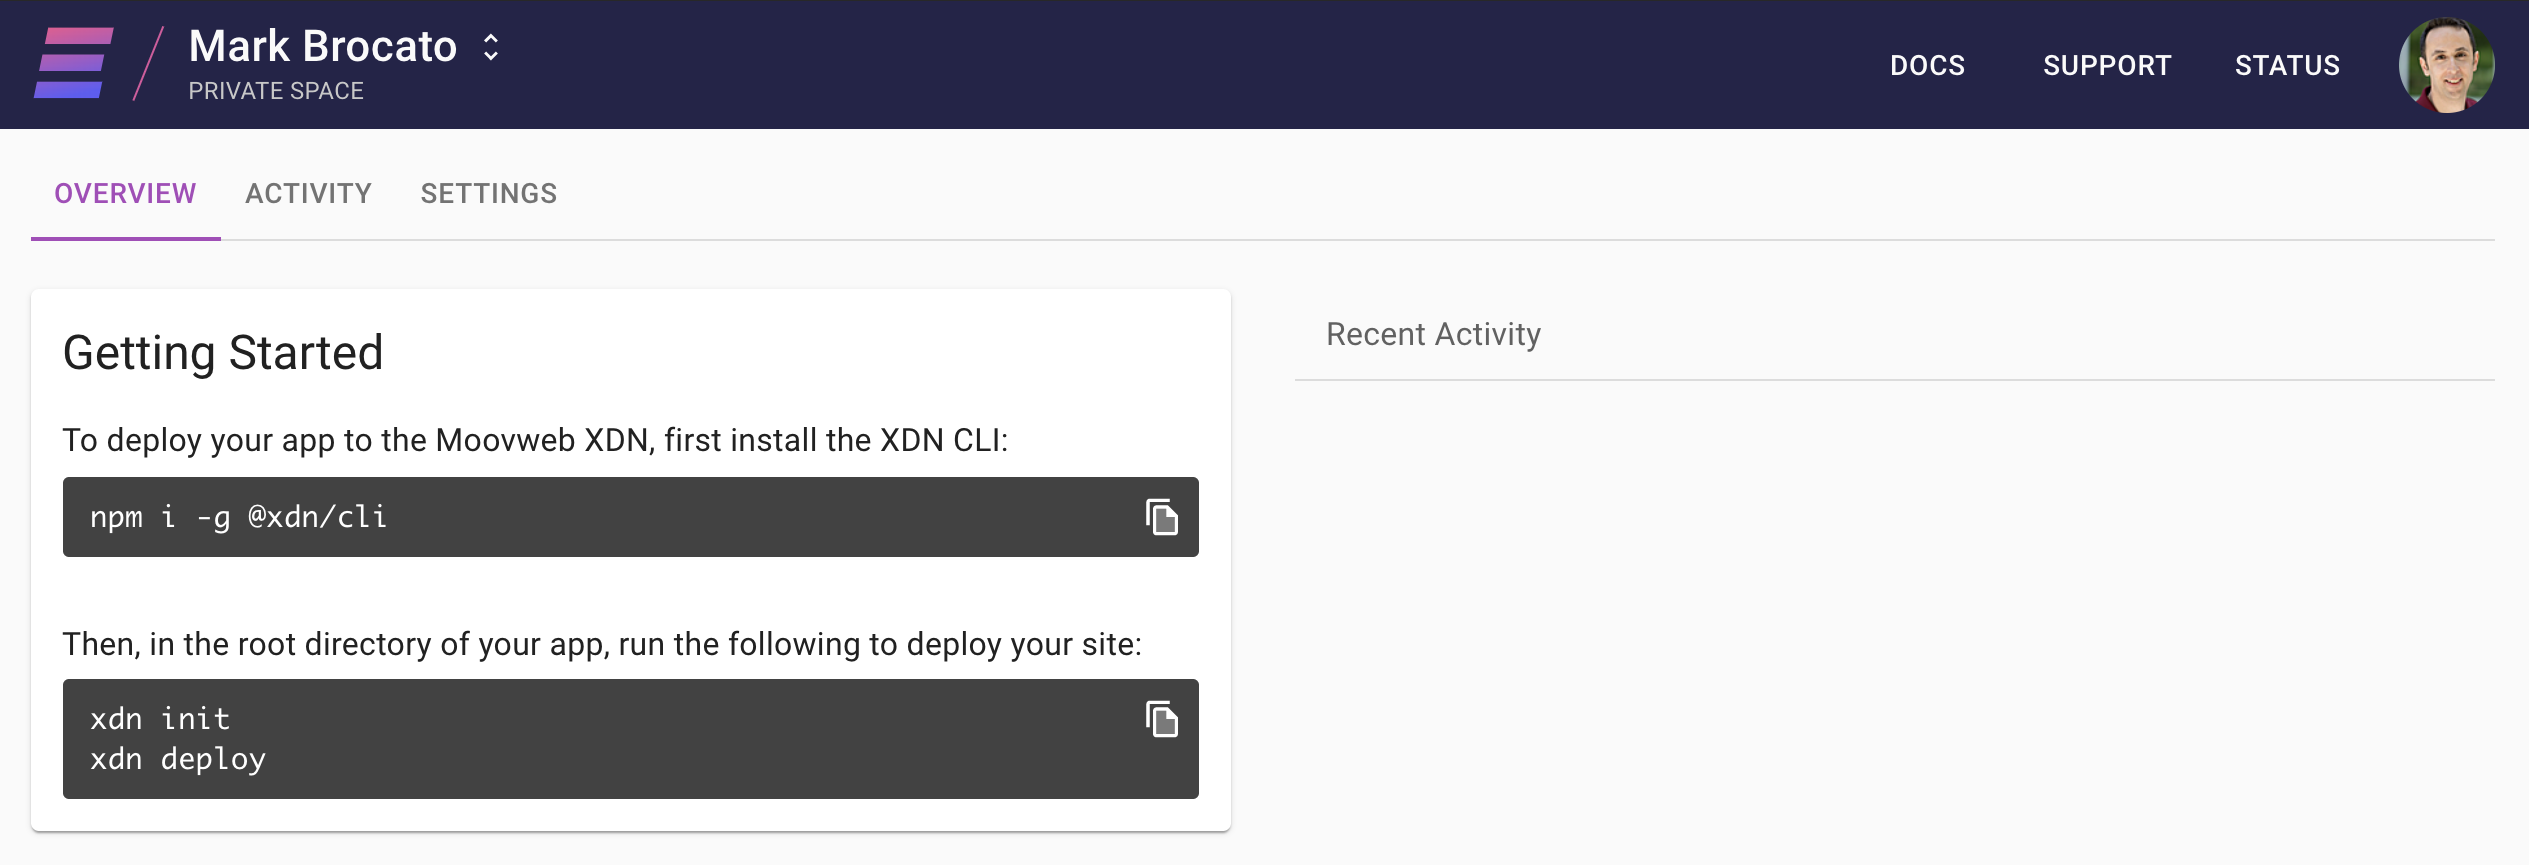 Mark Brocato
PRIVATE SPACE
DOCS
SUPPORT
STATUS
OVERVIEW
ACTIVITY
SETTINGS
Getting Started
To deploy your app to the Moovweb XDN, first install the XDN CLI:
npm i -g @xdn/cli
Then, in the root directory of your app, run the following to deploy your site:
xdn init
xdn deploy
Recent Activity